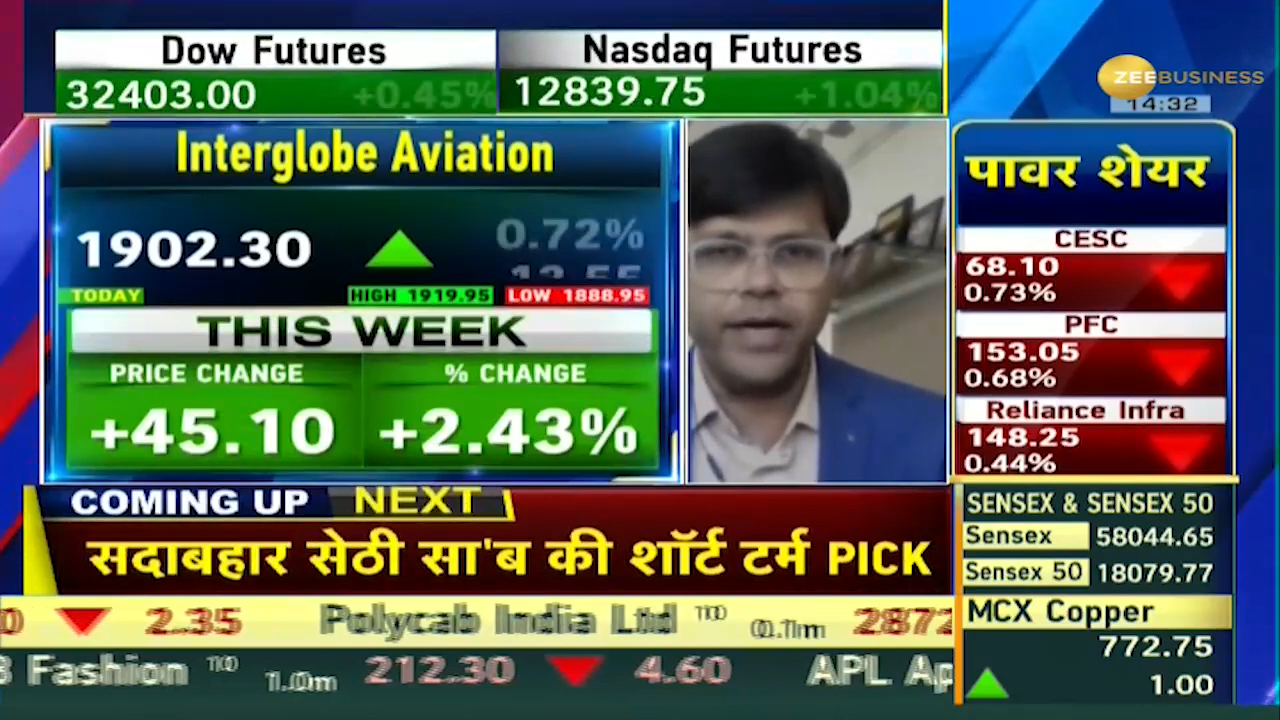 Dow Futures
32403.00 +0.45%
Nasdaq Futures
12839.75 +1.04%
ZEEBUSINESS
14:32
Interglobe Aviation
1902.30 0.72%
TODAY HIGH 1919.95 LOW 1888.95
THIS WEEK
PRICE CHANGE % CHANGE
+45.10 +2.43%
पावर शेयर
CESC
68.10
0.73%
PFC
153.05
0.68%
Reliance Infra
148.25
0.44%
COMING UP NEXT
सदाबहार सेठी सा'ब की शॉर्ट टर्म PICK
SENSEX & SENSEX 50
Sensex 58044.65
Sensex 50 18079.77
MCX Copper
772.75
1.00
2.35 Polycab India Ltd
Fashion 1.0m 212.30 4.60 APL